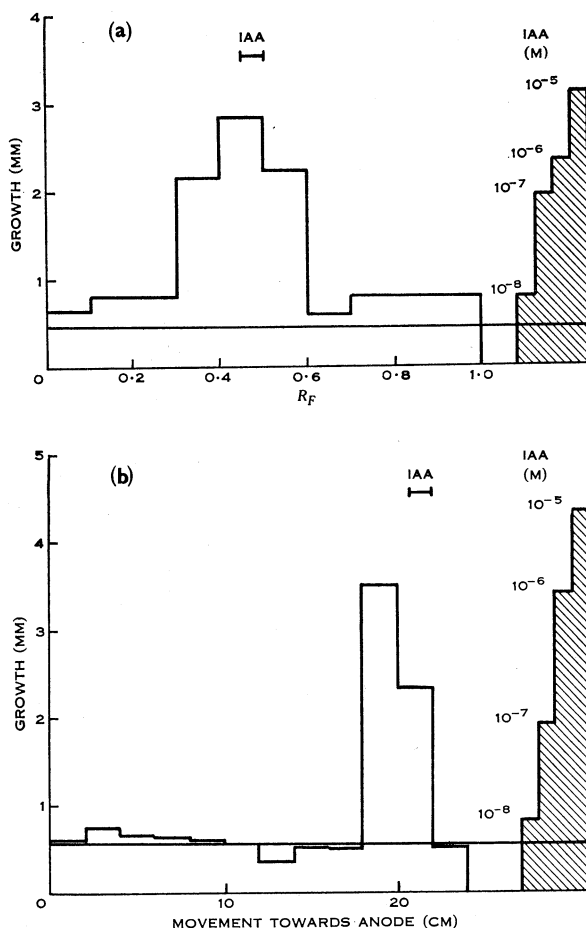 (a)
IAA
IAA
(M)
10⁻⁵
10⁻⁶
10⁻⁷
10⁻⁸
4
3
2
1
0
GROWTH (MM)
0·2
0·4
0·6
0·8
1·0
R_F
(b)
IAA
IAA
(M)
10⁻⁵
10⁻⁶
10⁻⁷
10⁻⁸
5
4
3
2
1
0
GROWTH (MM)
10
20
MOVEMENT TOWARDS ANODE (CM)